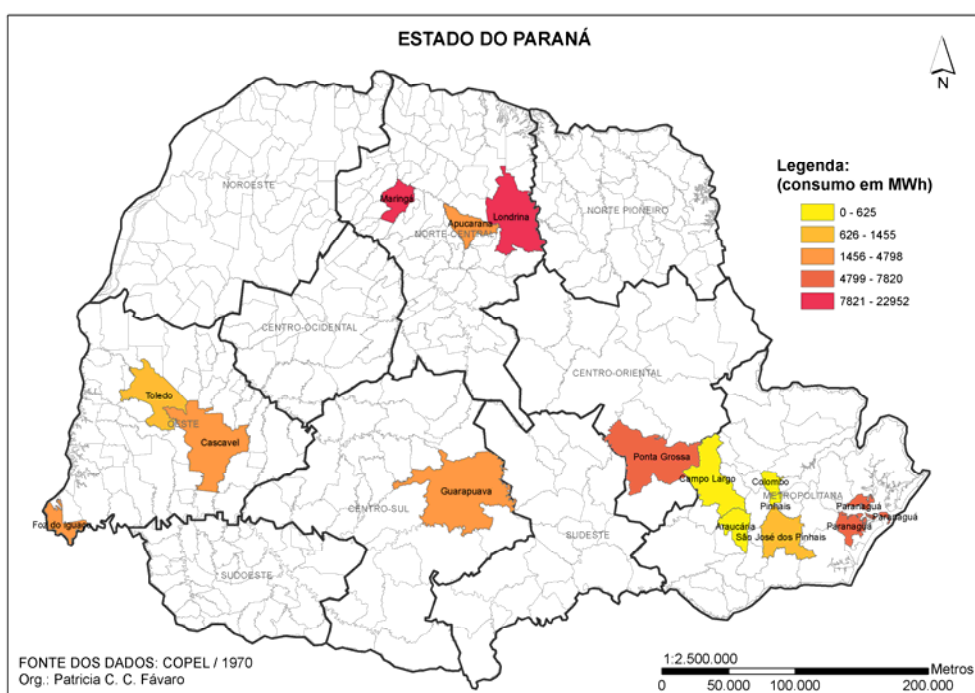 ESTADO DO PARANÁ
N
Legenda:
(consumo em MWh)
0 - 625
626 - 1455
1456 - 4798
4799 - 7820
7821 - 22952
NOROESTE
Maringá
Apucarana
Londrina
NORTE-CENTRAL
NORTE PIONEIRO
CENTRO-OCIDENTAL
CENTRO-ORIENTAL
Toledo
OESTE
Cascavel
Ponta Grossa
Guarapuava
CENTRO-SUL
Campo Largo
Colombo
METROPOLITANA
Pinhais
Paranaguá
Paranaguá
Paranaguá
Foz do Iguaçu
Araucária
São José dos Pinhais
SUDESTE
SUDOESTE
FONTE DOS DADOS: COPEL / 1970
Org.: Patricia C. C. Fávaro
1:2.500.000
Metros
0 50.000 100.000 200.000